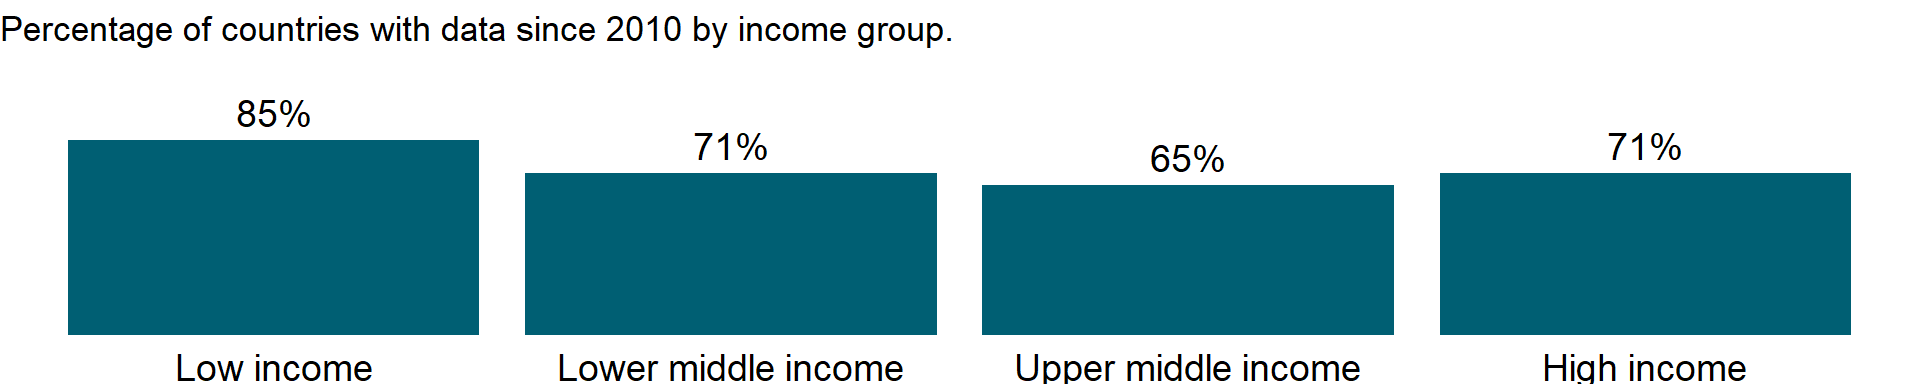 Percentage of countries with data since 2010 by income group.
85%
71%
65%
71%
Low income
Lower middle income
Upper middle income
High income